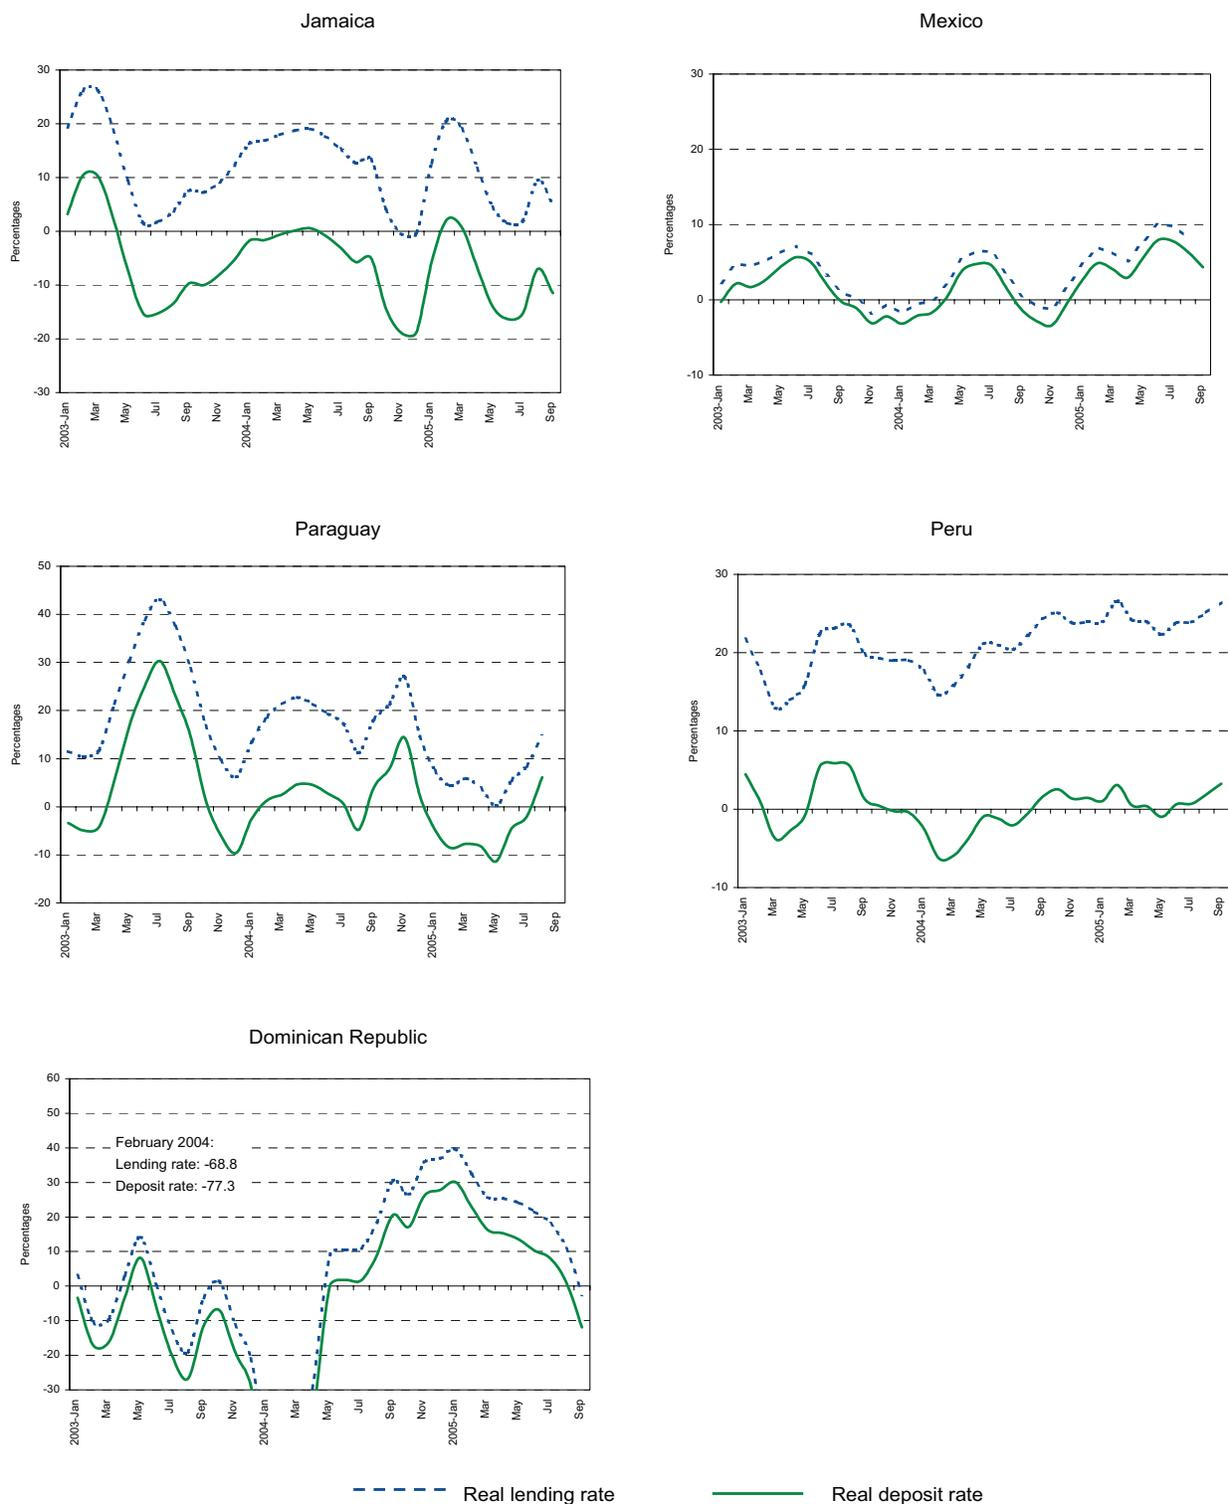 Jamaica
Percentages
30
20
10
0
-10
-20
-30
2003-Jan Mar May Jul Sep Nov 2004-Jan Mar May Jul Sep Nov 2005-Jan Mar May Jul Sep
Mexico
Percentages
30
20
10
0
-10
2003-Jan Mar May Jul Sep Nov 2004-Jan Mar May Jul Sep Nov 2005-Jan Mar May Jul Sep
Paraguay
Percentages
50
40
30
20
10
0
-10
-20
2003-Jan Mar May Jul Sep Nov 2004-Jan Mar May Jul Sep Nov 2005-Jan Mar May Jul Sep
Peru
Percentages
30
20
10
0
-10
2003-Jan Mar May Jul Sep Nov 2004-Jan Mar May Jul Sep Nov 2005-Jan Mar May Jul Sep
Dominican Republic
Percentages
60
50
40
30
20
10
0
-10
-20
-30
February 2004:
Lending rate: -68.8
Deposit rate: -77.3
2003-Jan Mar May Jul Sep Nov 2004-Jan Mar May Jul Sep Nov 2005-Jan Mar May Jul Sep
Real lending rate Real deposit rate